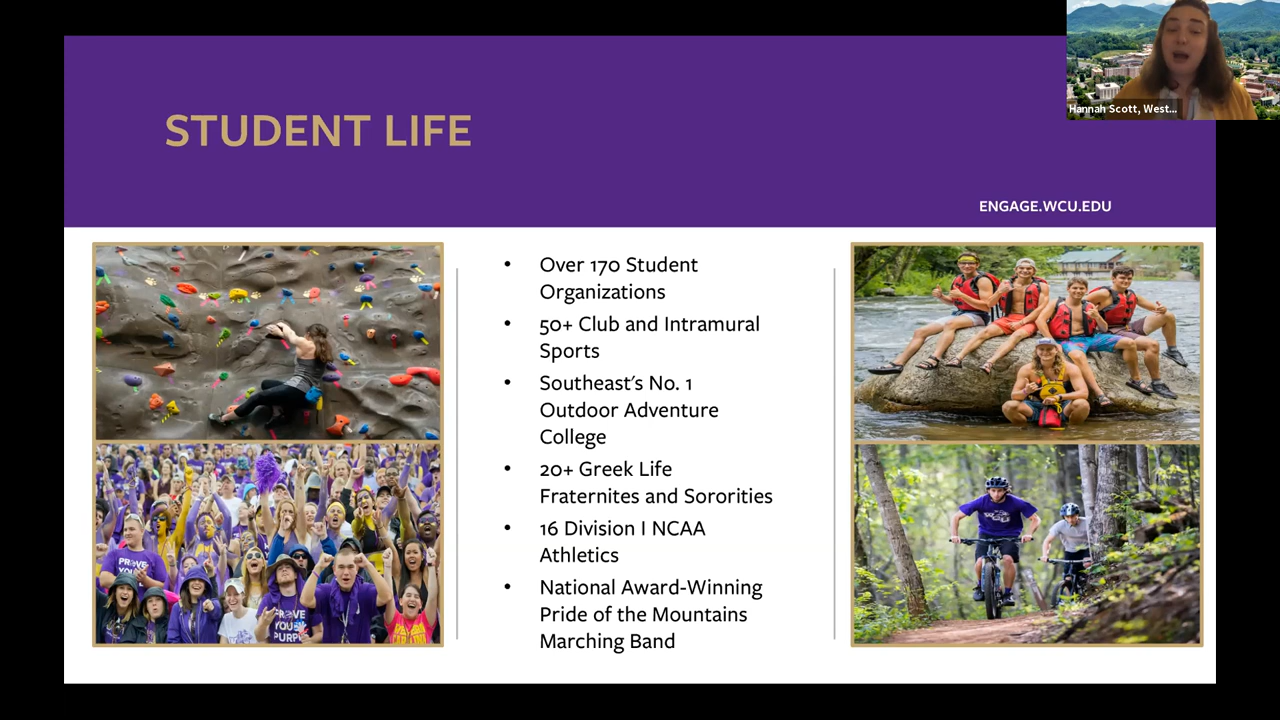 Hannah Scott, West...
STUDENT LIFE
ENGAGE.WCU.EDU
• Over 170 Student
Organizations
• 50+ Club and Intramural
Sports
• Southeast's No. 1
Outdoor Adventure
College
• 20+ Greek Life
Fraternites and Sororities
• 16 Division I NCAA
Athletics
• National Award-Winning
Pride of the Mountains
Marching Band